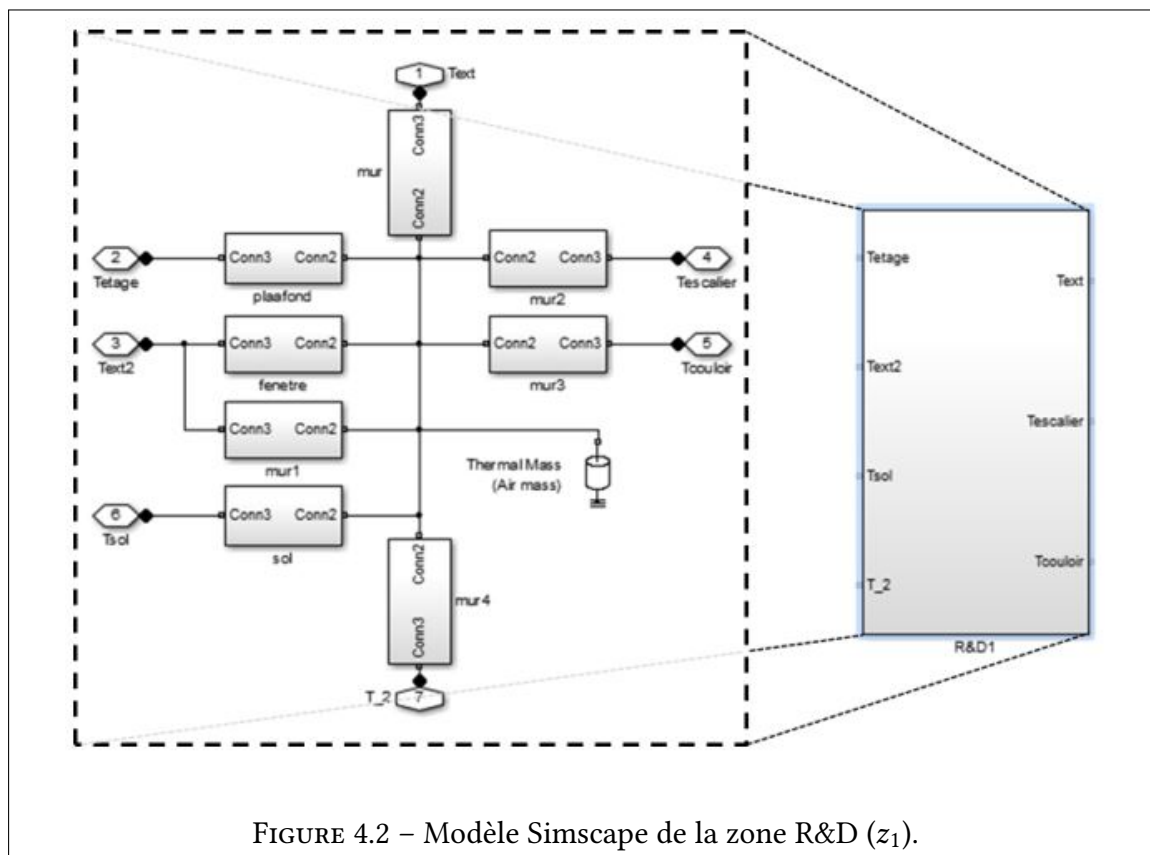 1
Text
Conn3
mur
Conn2
2
Tetage
Conn3 Conn2
plaafond
Conn2 Conn3
mur2
4
Tescalier
3
Text2
Conn3 Conn2
fenetre
Conn2 Conn3
mur3
5
Tcouloir
Conn3 Conn2
mur1
Thermal Mass
(Air mass)
6
Tsol
Conn3 Conn2
sol
Conn2
mur4
Conn3
T_2
7
Tetage
Text
Text2
Tescalier
Tsol
Tcouloir
T_2
R&D1
FIGURE 4.2 – Modèle Simscape de la zone R&D (z₁).